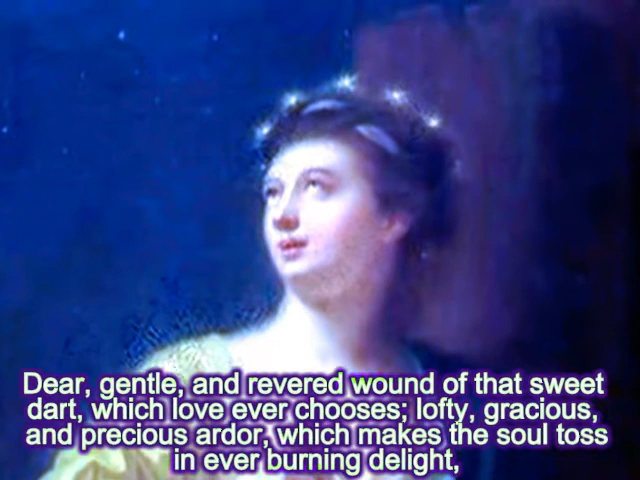 Dear, gentle, and revered wound of that sweet
dart, which love ever chooses; lofty, gracious,
and precious ardor, which makes the soul toss
in ever burning delight,